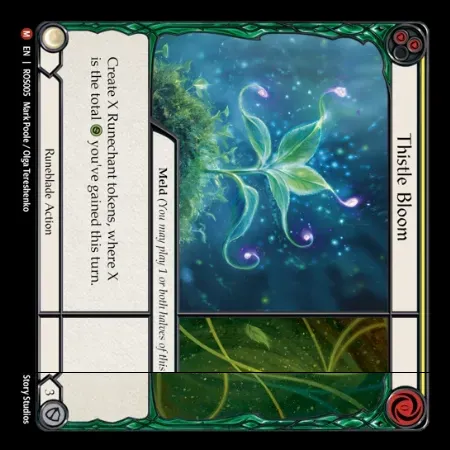 Thistle Bloom
Meld (You may play 1 or both halves of this
Create X Runechant tokens, where X
is the total you've gained this turn.
Runeblade Action
3
M EN | ROS005 Mark Poole / Olga Tereshenko
Story Studios